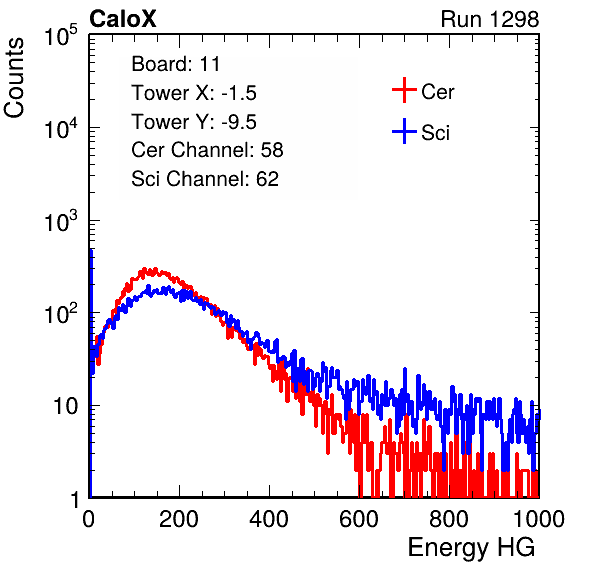 CaloX Run 1298
Counts
Board: 11
Tower X: -1.5
Tower Y: -9.5
Cer Channel: 58
Sci Channel: 62
Cer
Sci
10^5
10^4
10^3
10^2
10
1
0 200 400 600 800 1000
Energy HG